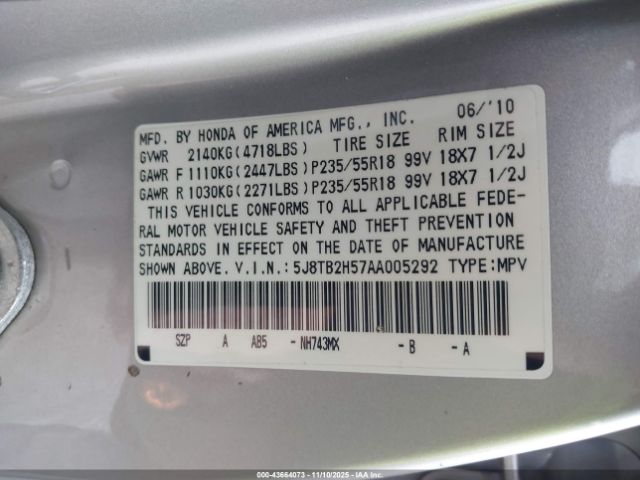 MFD. BY HONDA OF AMERICA MFG., INC. 06/'10
GVWR 2140KG(4718LBS) TIRE SIZE RIM SIZE
GAWR F 1110KG(2447LBS)P235/55R18 99V 18X7 1/2J
GAWR R 1030KG(2271LBS)P235/55R18 99V 18X7 1/2J
THIS VEHICLE CONFORMS TO ALL APPLICABLE FEDE-
RAL MOTOR VEHICLE SAFETY AND THEFT PREVENTION
STANDARDS IN EFFECT ON THE DATE OF MANUFACTURE
SHOWN ABOVE. V.I.N.:5J8TB2H57AA005292 TYPE:MPV
SZP A A85 -NH743MX -B -A
000-43664073 - 11/10/2025 - IAAI.COM